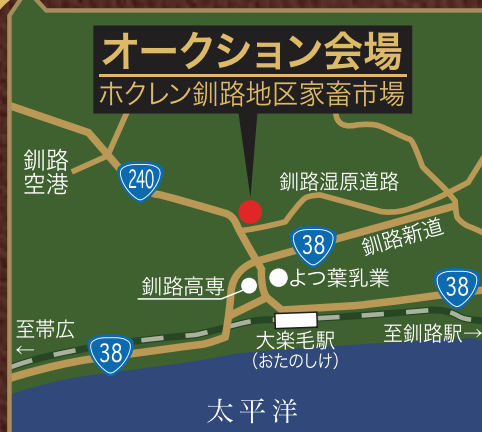 オークション会場
ホクレン釧路地区家畜市場
釧路
空港
240
釧路湿原道路
38
釧路新道
よつ葉乳業
釧路高専
38
至帯広
←
38
大楽毛駅
(おたのしけ)
至釧路駅→
太平洋